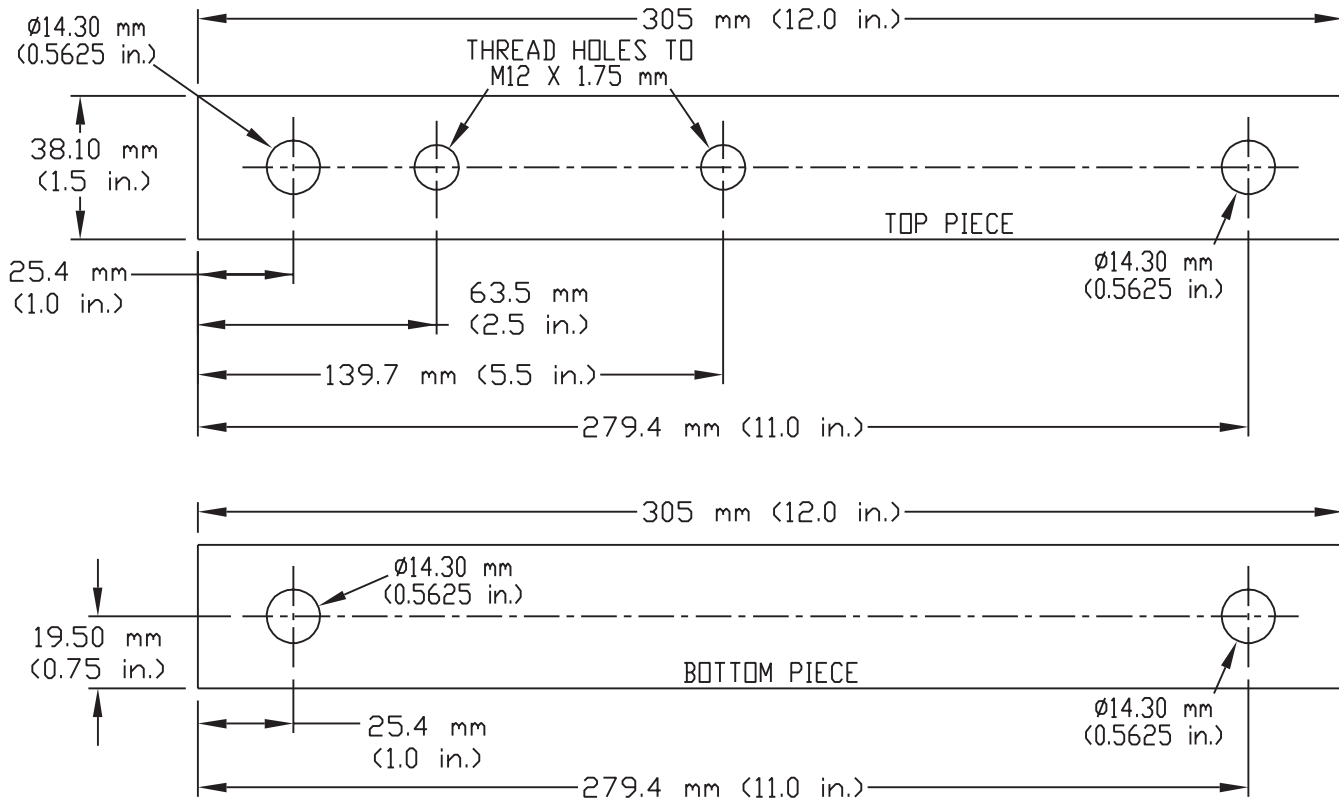 305 mm (12.0 in.)
Ø14.30 mm
(0.5625 in.)
THREAD HOLES TO
M12 X 1.75 mm
38.10 mm
(1.5 in.)
TOP PIECE
25.4 mm
(1.0 in.)
Ø14.30 mm
(0.5625 in.)
63.5 mm
(2.5 in.)
139.7 mm (5.5 in.)
279.4 mm (11.0 in.)
305 mm (12.0 in.)
Ø14.30 mm
(0.5625 in.)
19.50 mm
(0.75 in.)
BOTTOM PIECE
Ø14.30 mm
(0.5625 in.)
25.4 mm
(1.0 in.)
279.4 mm (11.0 in.)